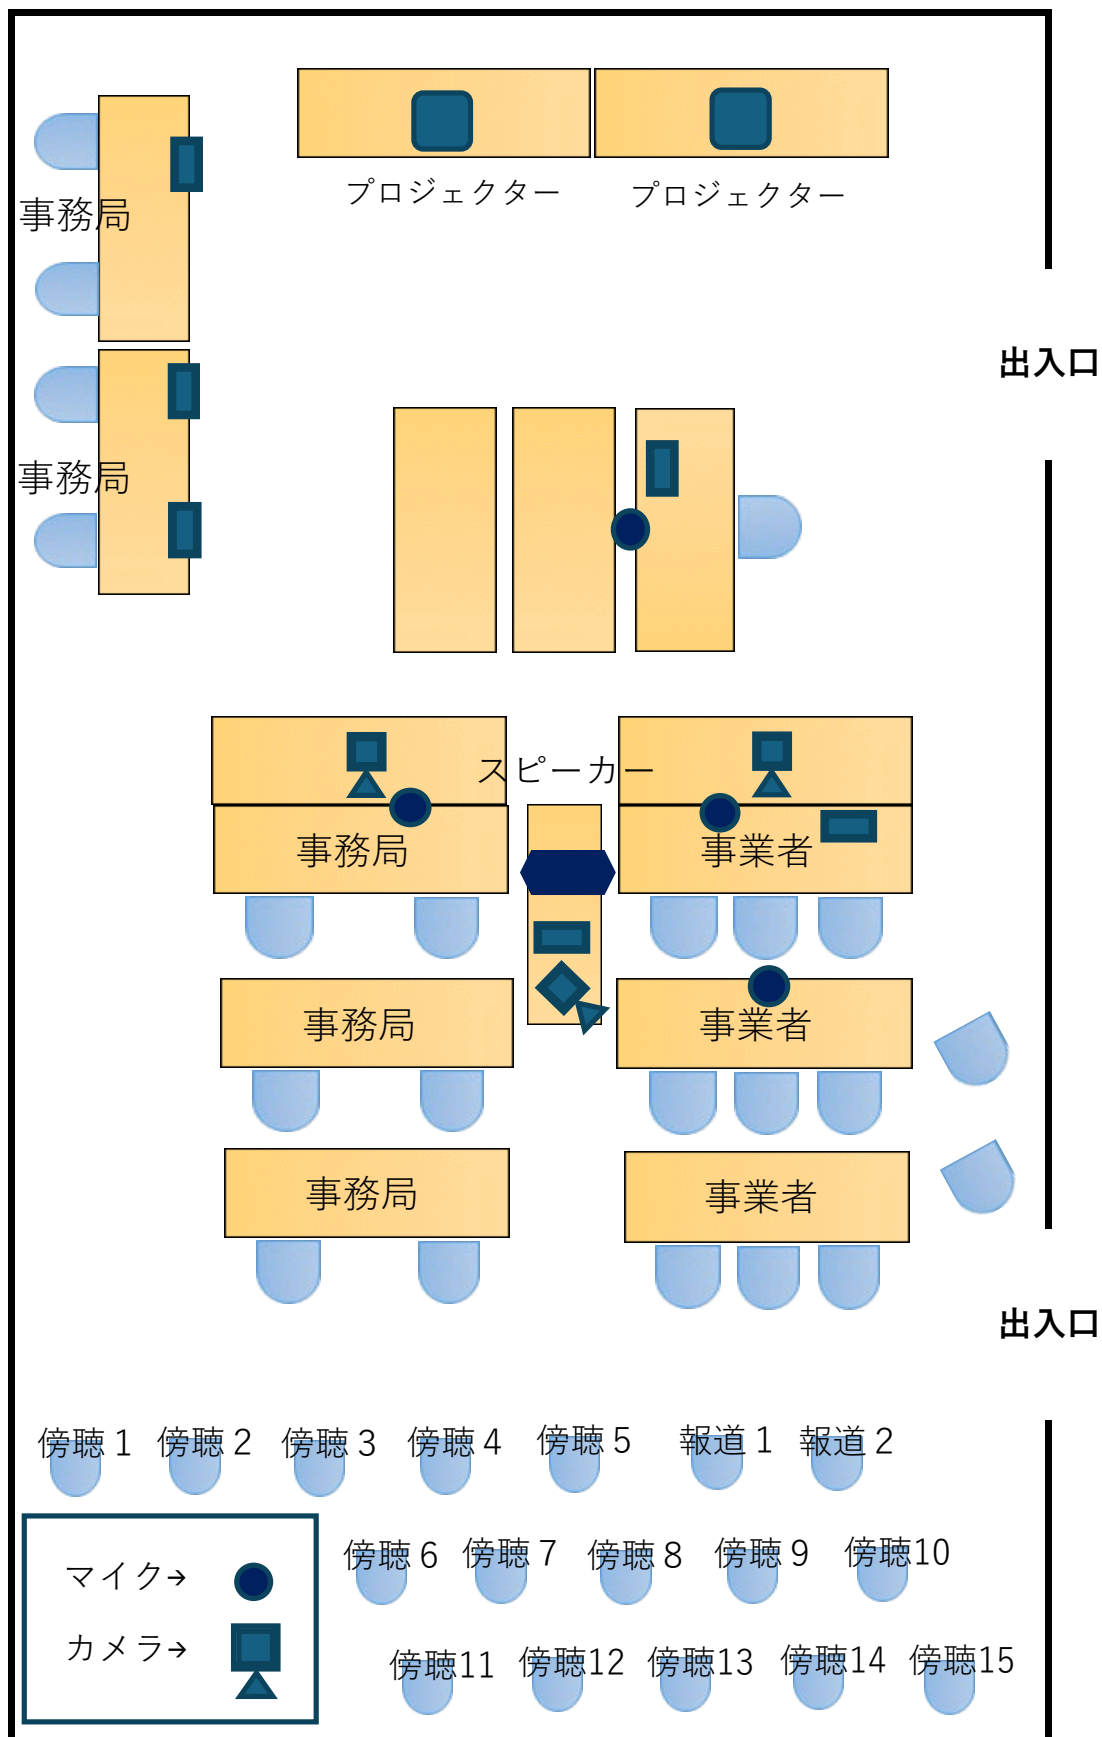 プロジェクター
プロジェクター
事務局
出入口
事務局
スピーカー
事務局
事業者
事務局
事業者
事務局
事業者
出入口
傍聴１
傍聴２
傍聴３
傍聴４
傍聴５
報道１
報道２
傍聴６
傍聴７
傍聴８
傍聴９
傍聴10
マイク→
カメラ→
傍聴11
傍聴12
傍聴13
傍聴14
傍聴15